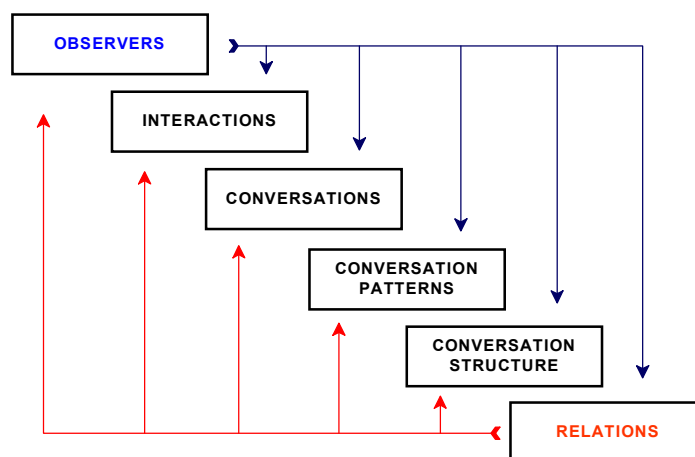 OBSERVERS
INTERACTIONS
CONVERSATIONS
CONVERSATION
PATTERNS
CONVERSATION
STRUCTURE
RELATIONS